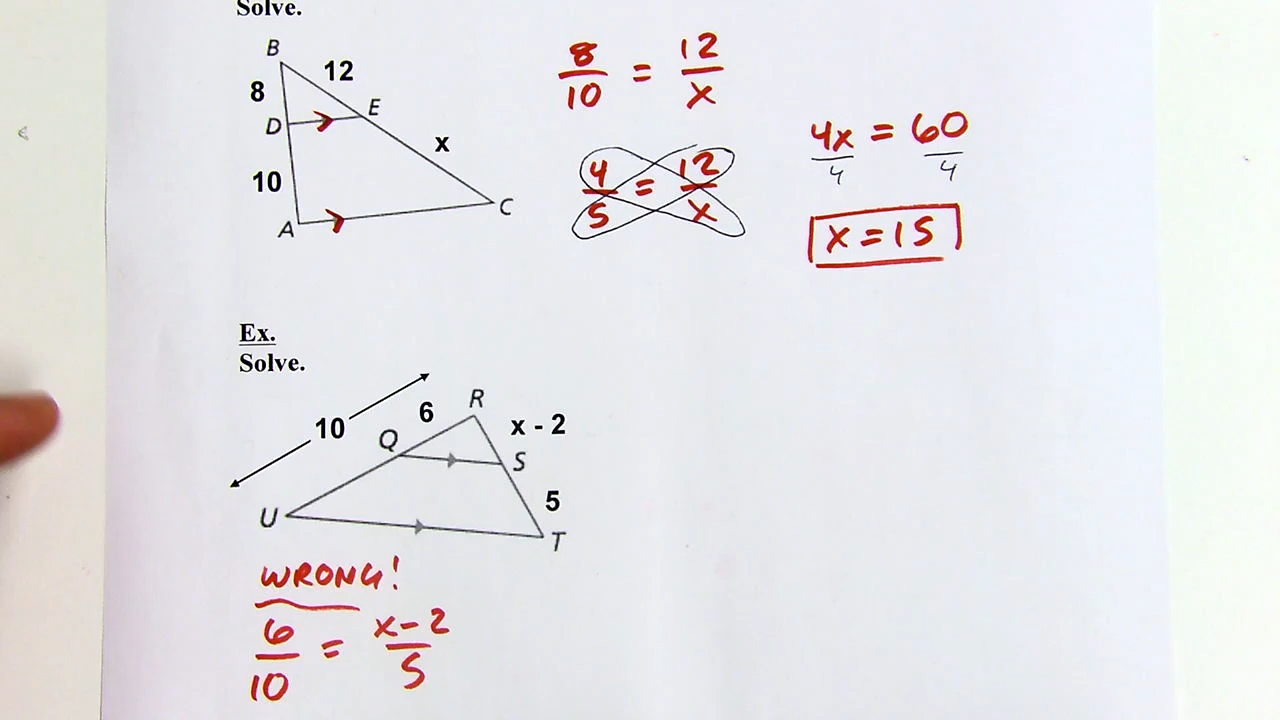 Solve.
B
12
8
E
D
x
10
C
A
8/10 = 12/x
4/5 = 12/x
4x = 60
4 4
x = 15
Ex.
Solve.
R
6
x - 2
10
Q
S
5
U
T
WRONG!
6/10 = x-2/5